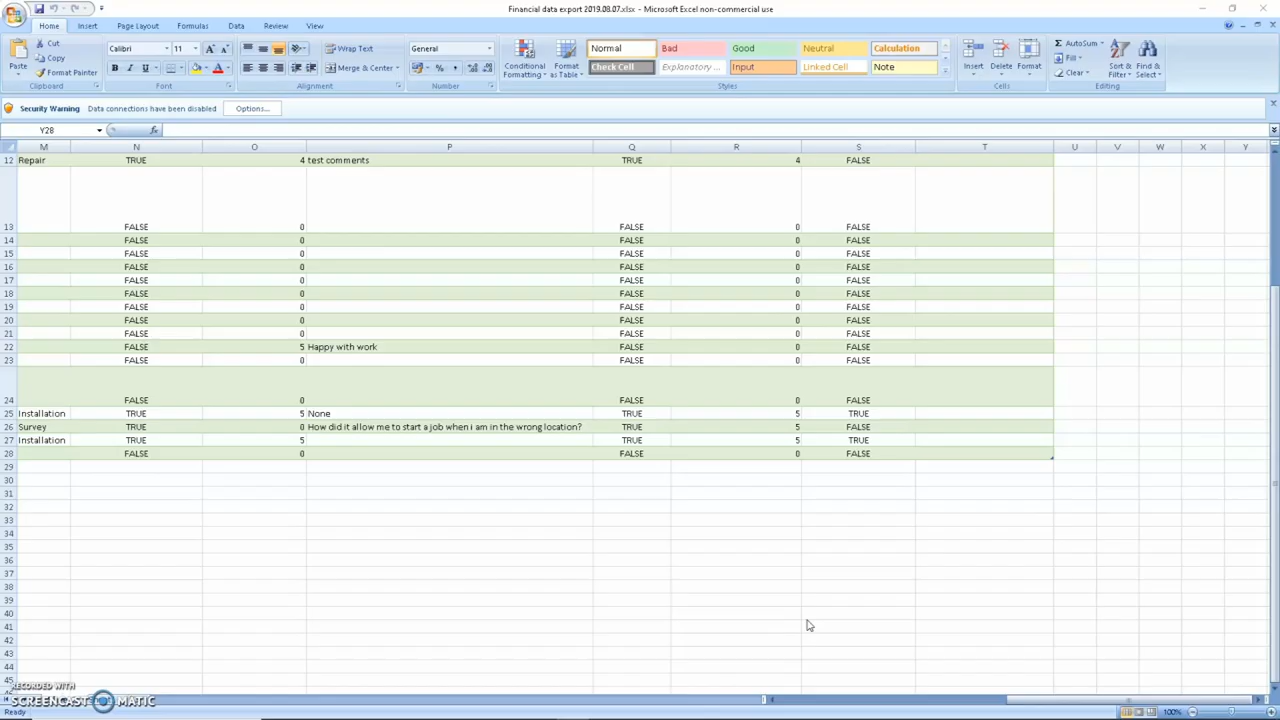 Financial data export 2019.08.07.xlsx - Microsoft Excel non-commercial use
Home Insert Page Layout Formulas Data Review View
Paste Cut Copy Format Painter
Calibri 11 Wrap Text Merge & Center General
Conditional Formatting Format as Table
Normal Bad Good Neutral Calculation
Check Cell Explanatory ... Input Linked Cell Note
Insert Delete Format AutoSum Fill Clear Sort & Filter Find & Select
Clipboard Font Alignment Number Styles Cells Editing
Security Warning Data connections have been disabled Options...
Y28 fx
M N O P Q R S T U V W X Y
12 Repair TRUE 4 test comments TRUE 4 FALSE
13 FALSE 0 FALSE 0 FALSE
14 FALSE 0 FALSE 0 FALSE
15 FALSE 0 FALSE 0 FALSE
16 FALSE 0 FALSE 0 FALSE
17 FALSE 0 FALSE 0 FALSE
18 FALSE 0 FALSE 0 FALSE
19 FALSE 0 FALSE 0 FALSE
20 FALSE 0 FALSE 0 FALSE
21 FALSE 0 FALSE 0 FALSE
22 FALSE 5 Happy with work FALSE 0 FALSE
23 FALSE 0 FALSE 0 FALSE
24 FALSE 0 FALSE 0 FALSE
25 Installation TRUE 5 None TRUE 5 TRUE
26 Survey TRUE 0 How did it allow me to start a job when i am in the wrong location? TRUE 5 FALSE
27 Installation TRUE 5 TRUE 5 TRUE
28 FALSE 0 FALSE 0 FALSE
29
30
31
32
33
34
35
36
37
38
39
40
41
42
43
44
45
RECORDED WITH
SCREENCAST MATIC
Ready 100%